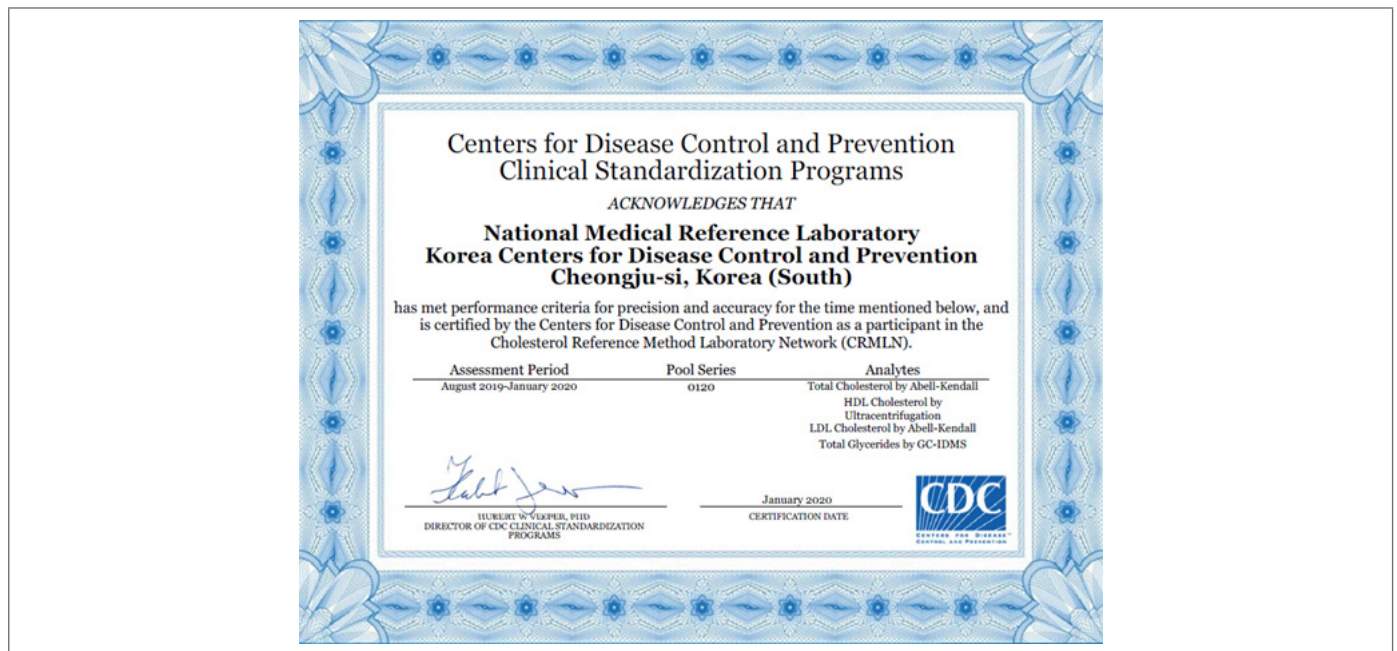 Centers for Disease Control and Prevention
Clinical Standardization Programs
ACKNOWLEDGES THAT
National Medical Reference Laboratory
Korea Centers for Disease Control and Prevention
Cheongju-si, Korea (South)
has met performance criteria for precision and accuracy for the time mentioned below, and
is certified by the Centers for Disease Control and Prevention as a participant in the
Cholesterol Reference Method Laboratory Network (CRMLN).
Assessment Period Pool Series Analytes
August 2019-January 2020 0120 Total Cholesterol by Abell-Kendall
HDL Cholesterol by
Ultracentrifugation
LDL Cholesterol by Abell-Kendall
Total Glycerides by GC-IDMS
January 2020
HUBERT W PHD
CERTIFICATION DATE
DIRECTOR OF CDC CLINICAL STANDARDIZATION
PROGRAMS
CDC
CENTERS FOR DISEASE
CONTROL AND PREVENTION